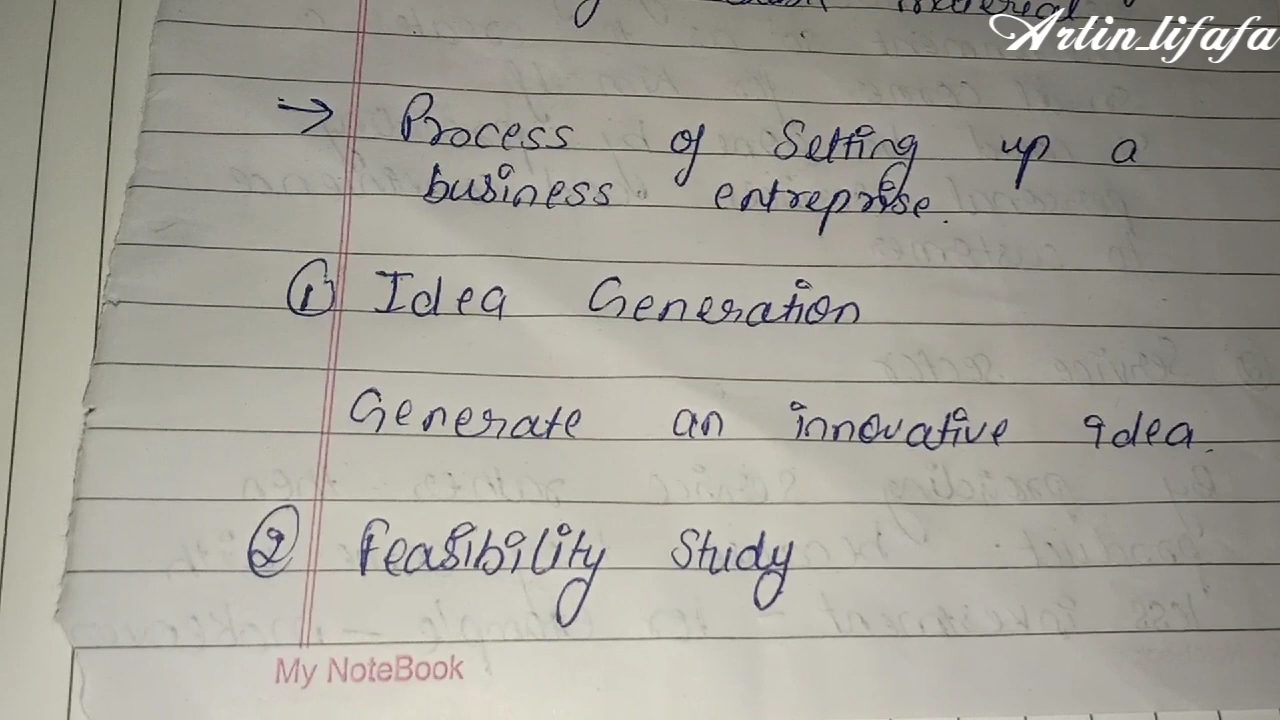 Artin_lifafa
→ Process of Setting up a
business entreprise.
① Idea Generation
Generate an innovative idea.
② Feasibility Study
My NoteBook